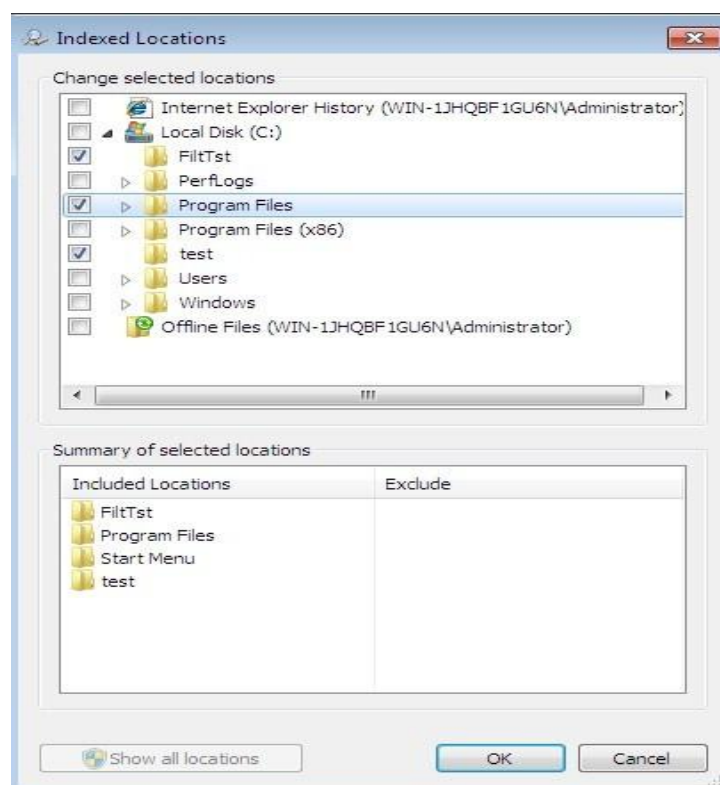 Indexed Locations
Change selected locations
Internet Explorer History (WIN-1JHQBF1GU6N\Administrator)
Local Disk (C:)
FiltTst
PerfLogs
Program Files
Program Files (x86)
test
Users
Windows
Offline Files (WIN-1JHQBF1GU6N\Administrator)
Summary of selected locations
Included Locations Exclude
FiltTst
Program Files
Start Menu
test
Show all locations OK Cancel